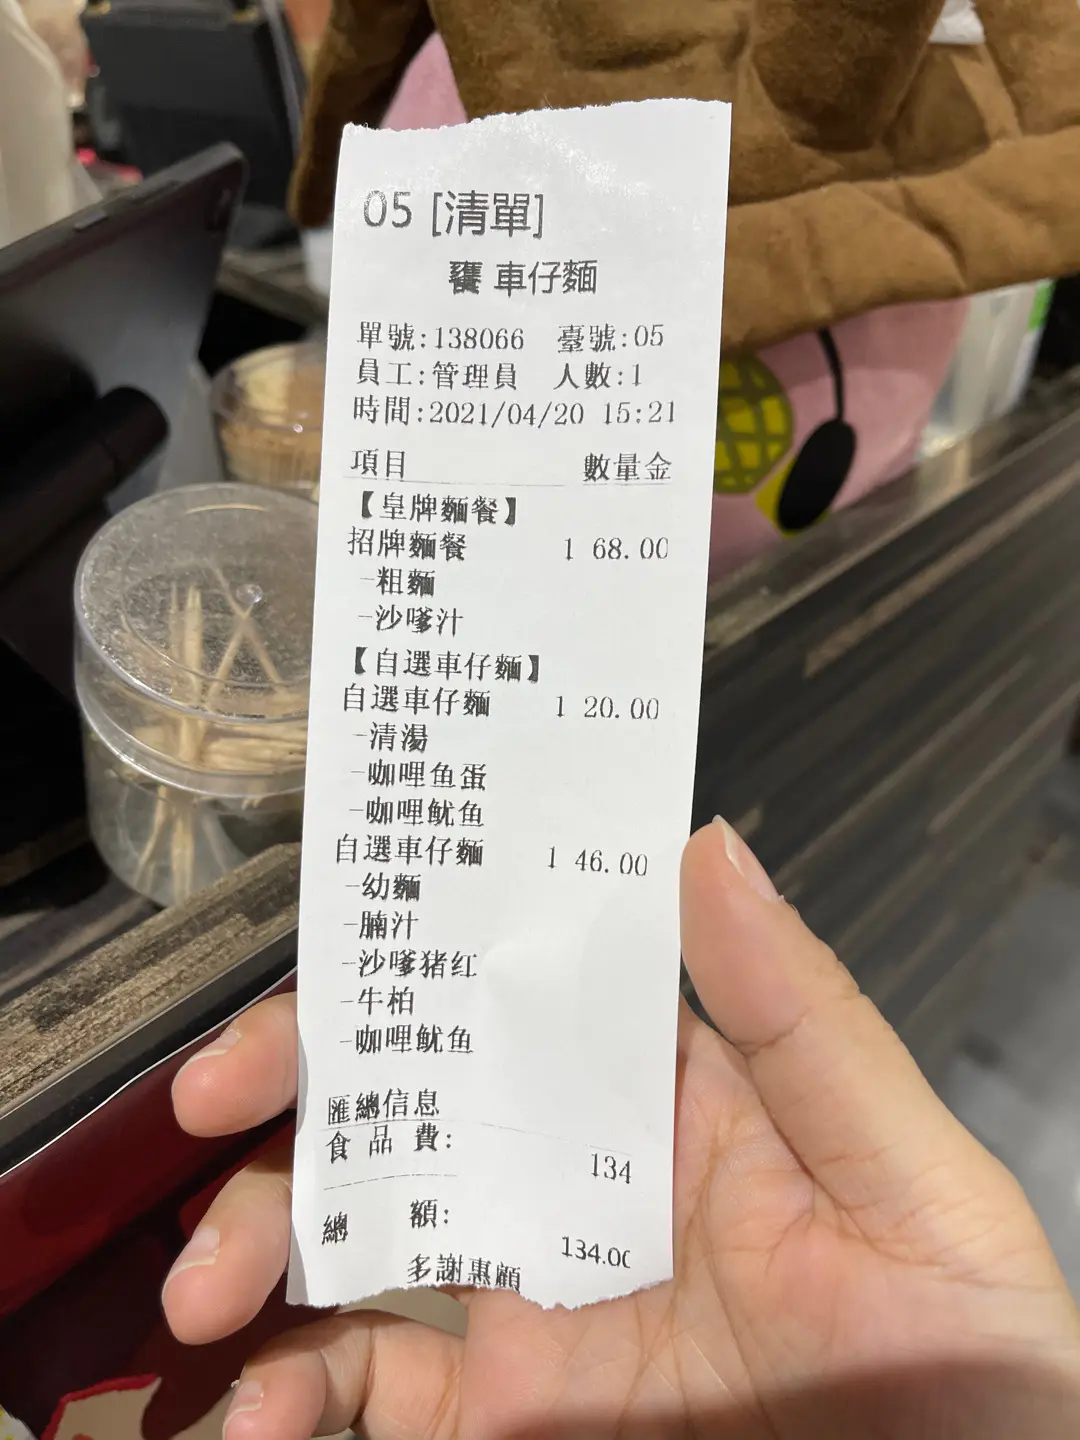 05 [清單]
車仔麵
單號:138066 臺號:05
員工:管理員 人數:1
時間:2021/04/20 15:21
項目 數量金
【皇牌麵餐】
招牌麵餐 1 68.00
-粗麵
-沙嗲汁
【自選車仔麵】
自選車仔麵 1 20.00
-清湯
-咖哩鱼蛋
-咖哩鱿鱼
自選車仔麵 1 46.00
-幼麵
-腩汁
-沙嗲猪红
-牛柏
-咖哩鱿鱼
匯總信息
食品費: 134
總額: 134.00
多謝惠顧